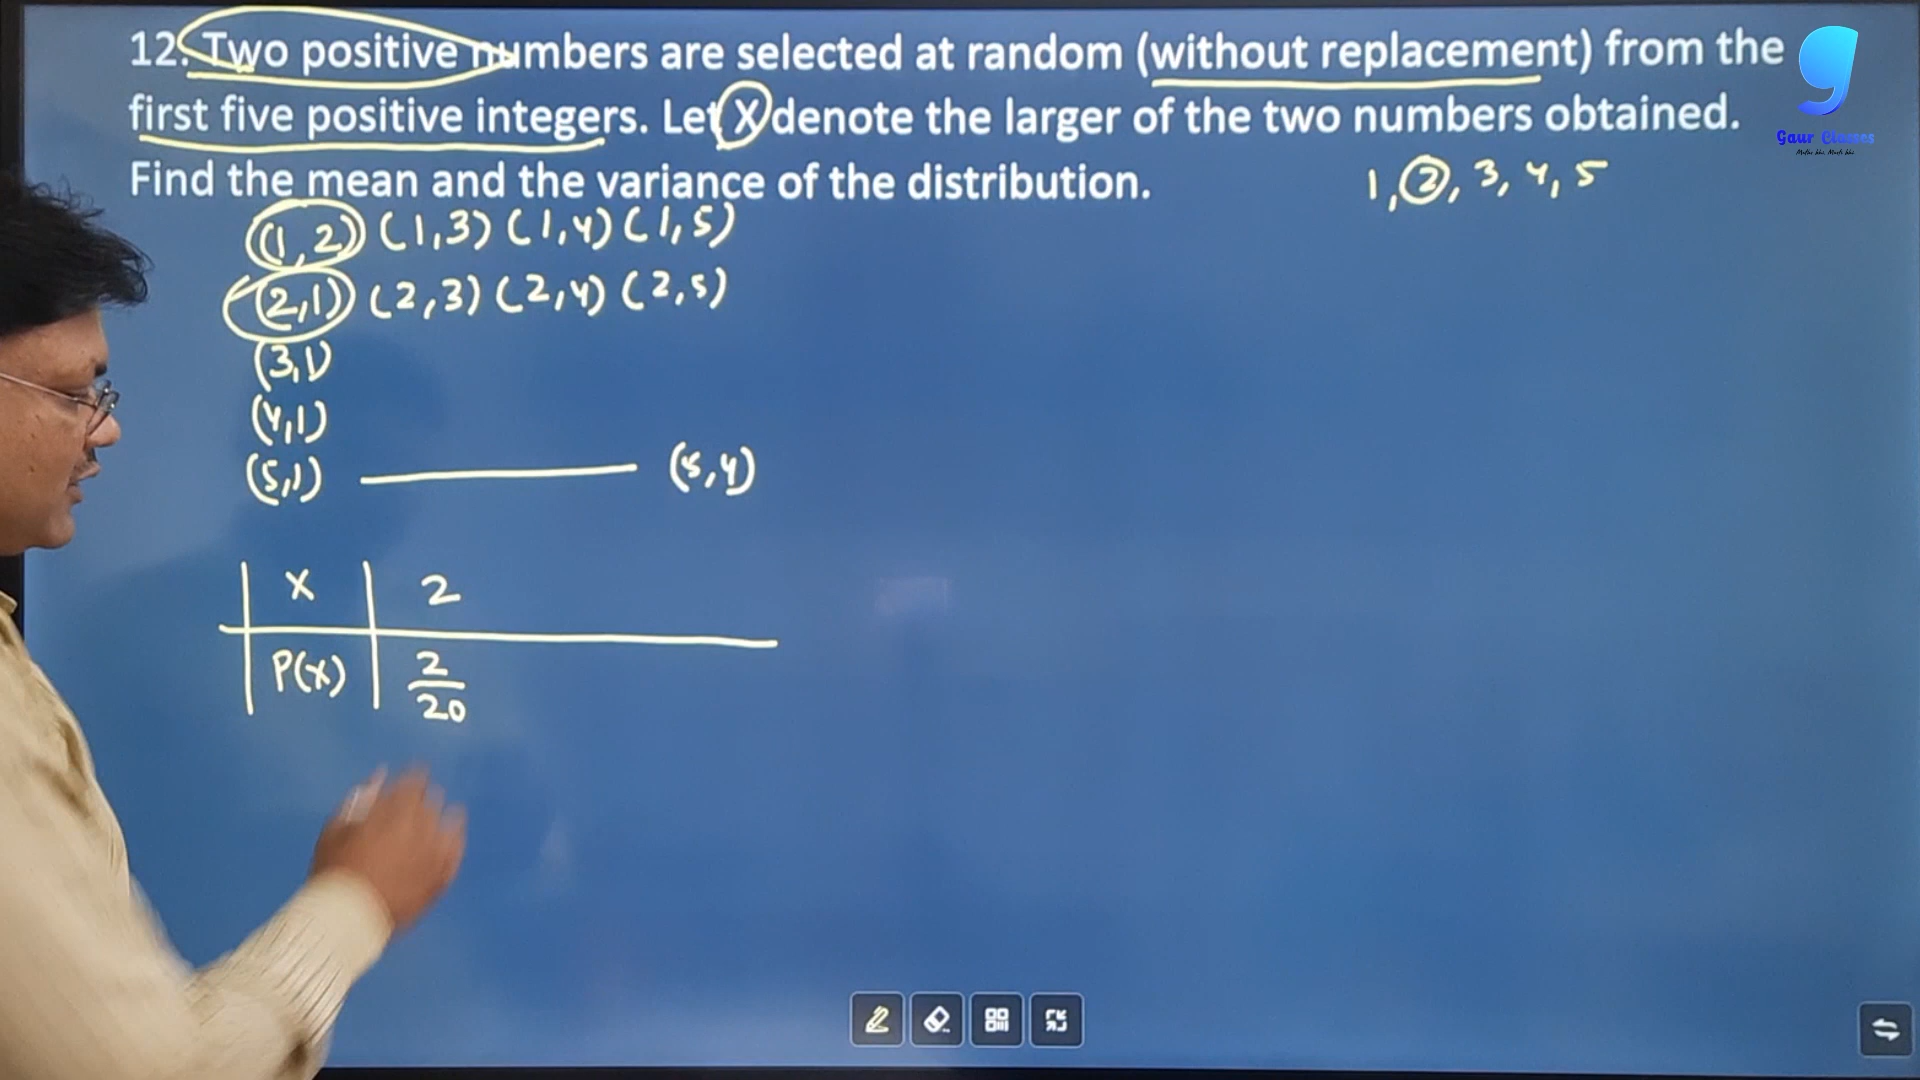 12. Two positive numbers are selected at random (without replacement) from the
first five positive integers. Let X denote the larger of the two numbers obtained.
Find the mean and the variance of the distribution.
Gaur Classes
1, 2, 3, 4, 5
(1,2) (1,3) (1,4) (1,5)
(2,1) (2,3) (2,4) (2,5)
(3,1)
(4,1)
(5,1) (5,4)
X 2
P(X) 2/20